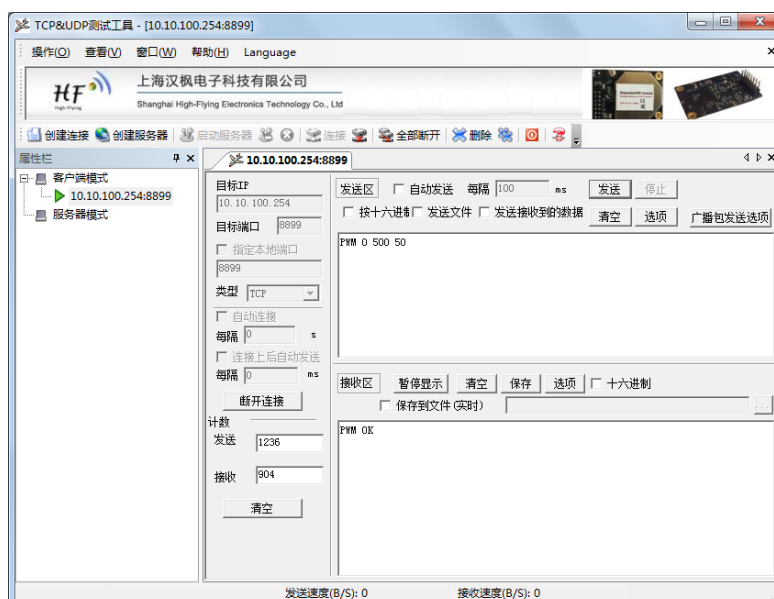 TCP&UDP测试工具 - [10.10.100.254:8899]
操作(O) 查看(V) 窗口(W) 帮助(H) Language
HF
High-Flying
上海汉枫电子科技有限公司
Shanghai High-Flying Electronics Technology Co., Ltd
创建连接 创建服务器 启动服务器 连接 全部断开 删除
属性栏
客户端模式
10.10.100.254:8899
服务器模式
10.10.100.254:8899
目标IP
10.10.100.254
目标端口 8899
指定本地端口
8899
类型 TCP
自动连接
每隔 0 s
连接上后自动发送
每隔 0 ms
断开连接
计数
发送 1236
接收 904
清空
发送区 自动发送 每隔 100 ms 发送 停止
按十六进制 发送文件 发送接收到的数据 清空 选项 广播包发送选项
PWM 0 500 50
接收区 暂停显示 清空 保存 选项 十六进制
保存到文件(实时) ...
PWM OK
发送速度(B/S): 0 接收速度(B/S): 0